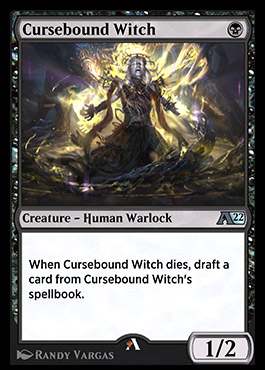 Cursebound Witch
Creature – Human Warlock
A22
When Cursebound Witch dies, draft a
card from Cursebound Witch's
spellbook.
RANDY VARGAS
1/2